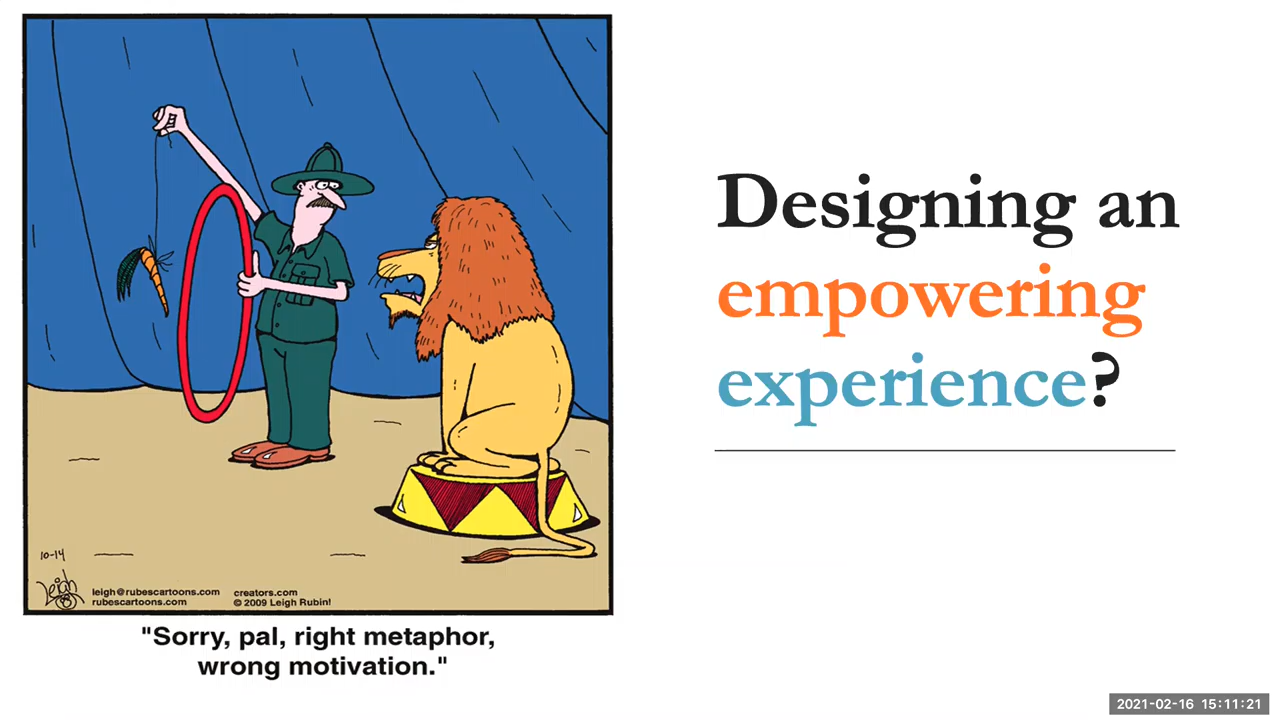 Designing an
empowering
experience?
10-14
Leigh
leigh@rubescartoons.com
rubescartoons.com
creators.com
© 2009 Leigh Rubin!
"Sorry, pal, right metaphor,
wrong motivation."
2021-02-16 15:11:21